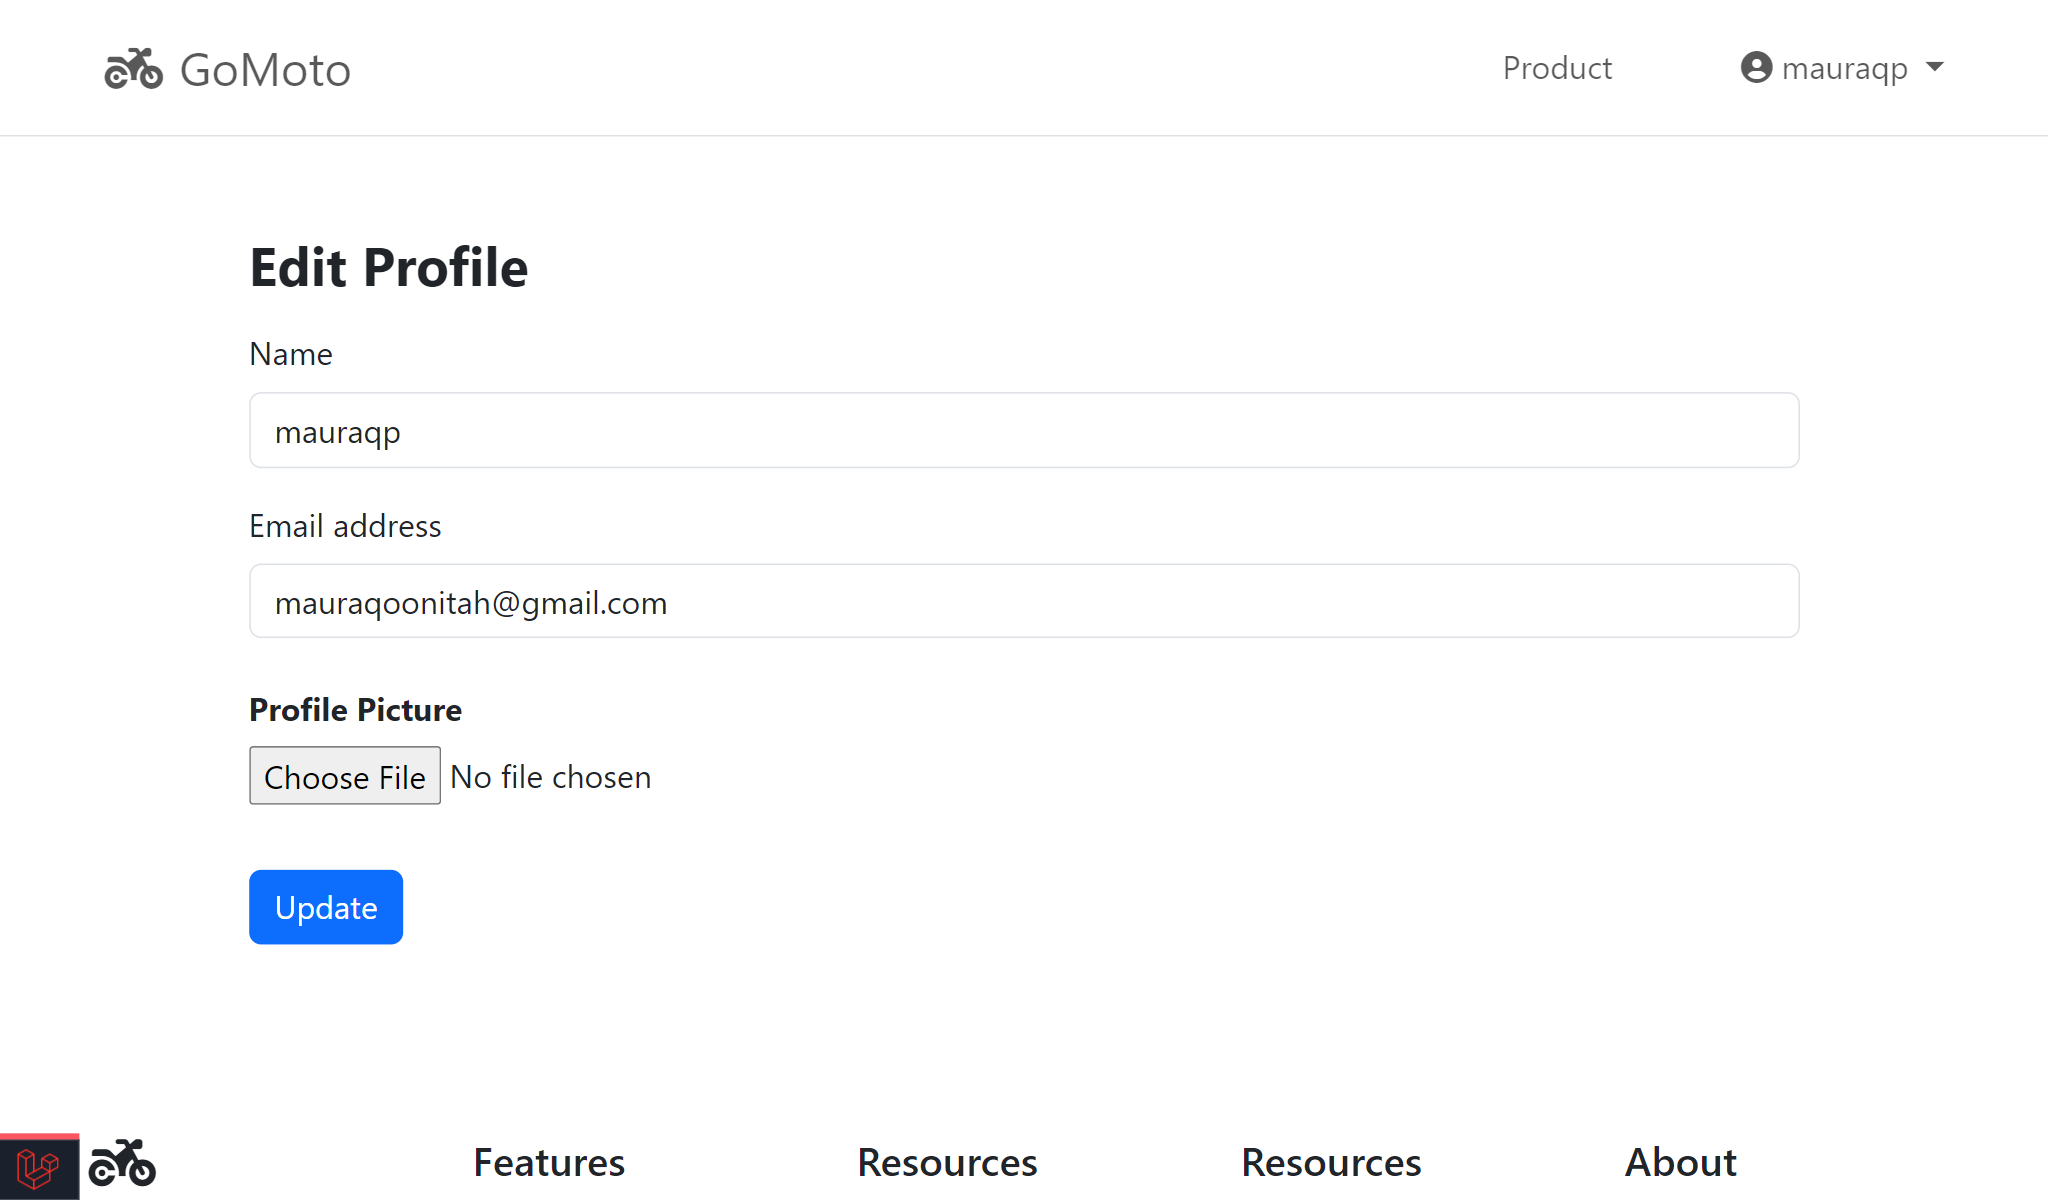 GoMoto
Product
mauraqp
Edit Profile
Name
mauraqp
Email address
mauraqoonitah@gmail.com
Profile Picture
Choose File No file chosen
Update
Features
Resources
Resources
About